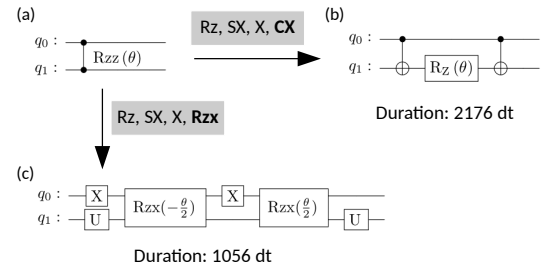 (a)
q₀ :
q₁ :
Rzz (θ)
Rz, SX, X, CX
(b)
q₀ :
q₁ :
R_Z (θ)
Duration: 2176 dt
Rz, SX, X, Rzx
(c)
q₀ : X X
q₁ : U Rzx(−θ/2) Rzx(θ/2) U
Duration: 1056 dt